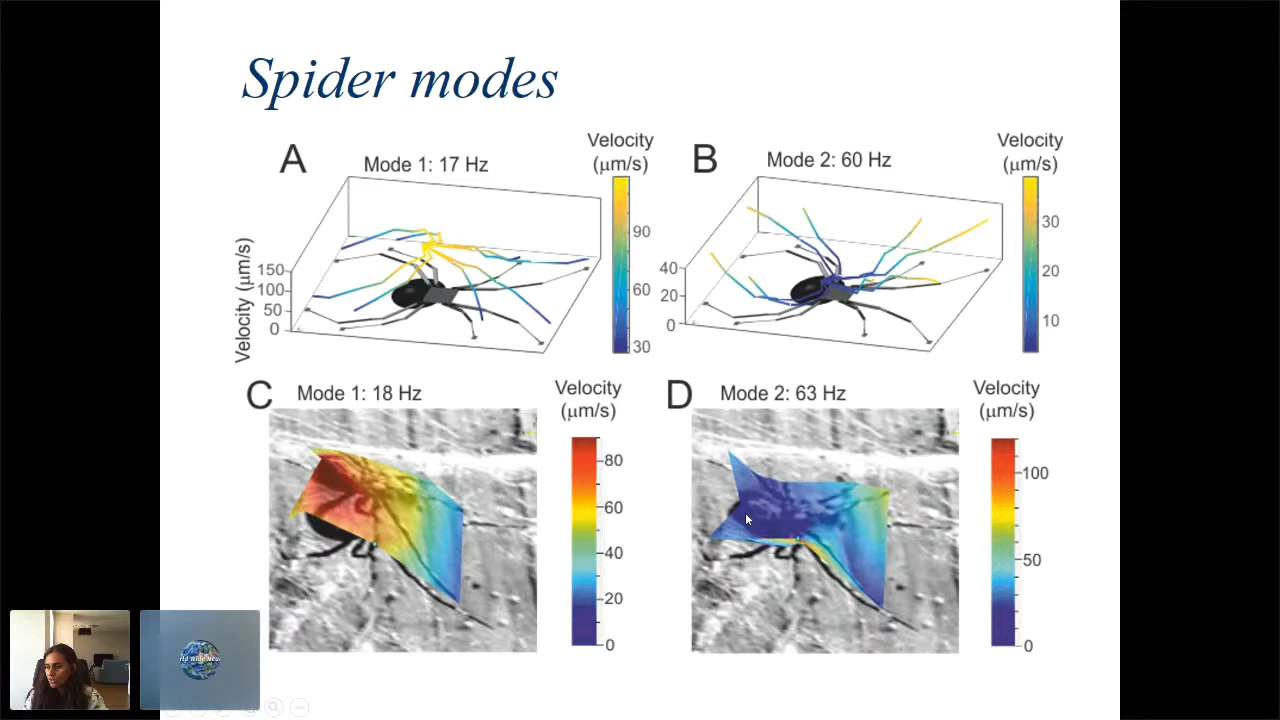 Spider modes
A
Mode 1: 17 Hz
Velocity
(μm/s)
90
60
30
Velocity (μm/s)
150
100
50
0
B
Mode 2: 60 Hz
Velocity
(μm/s)
30
20
10
40
20
0
C
Mode 1: 18 Hz
Velocity
(μm/s)
80
60
40
20
0
D
Mode 2: 63 Hz
Velocity
(μm/s)
100
50
0